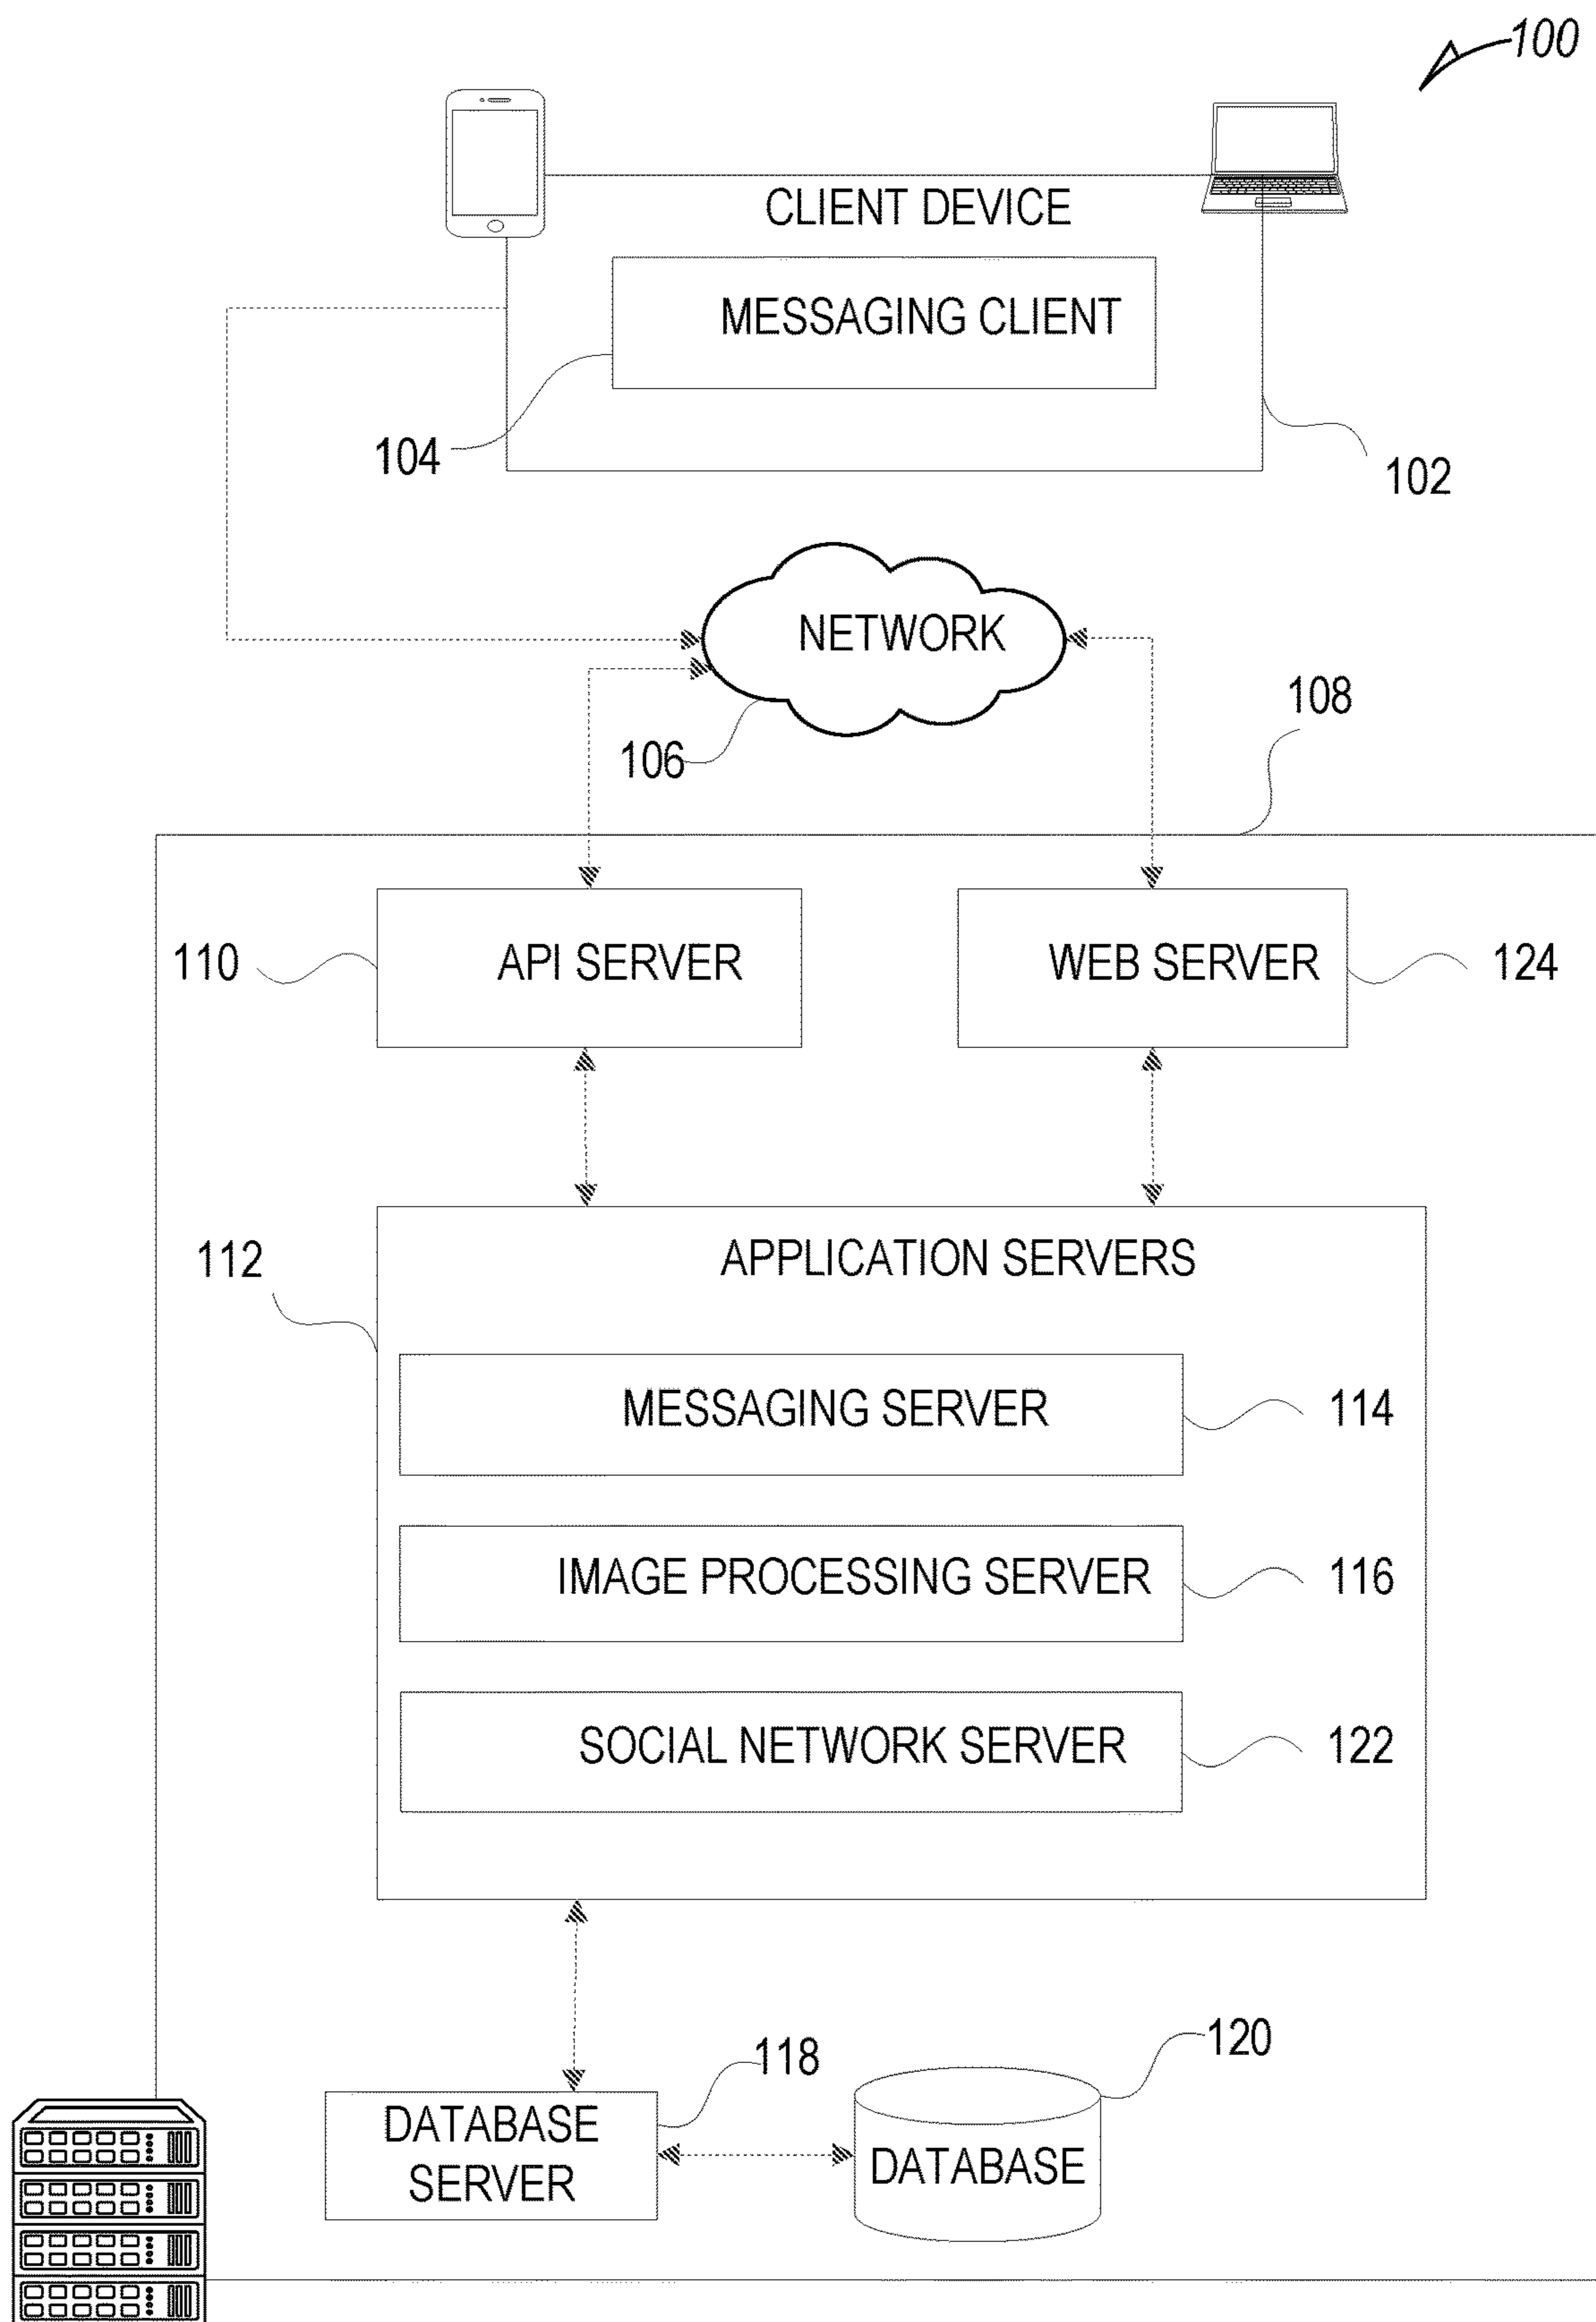 100
CLIENT DEVICE
MESSAGING CLIENT
104
102
NETWORK
106
108
110
API SERVER
WEB SERVER
124
112
APPLICATION SERVERS
MESSAGING SERVER
114
IMAGE PROCESSING SERVER
116
SOCIAL NETWORK SERVER
122
118
120
DATABASE
SERVER
DATABASE